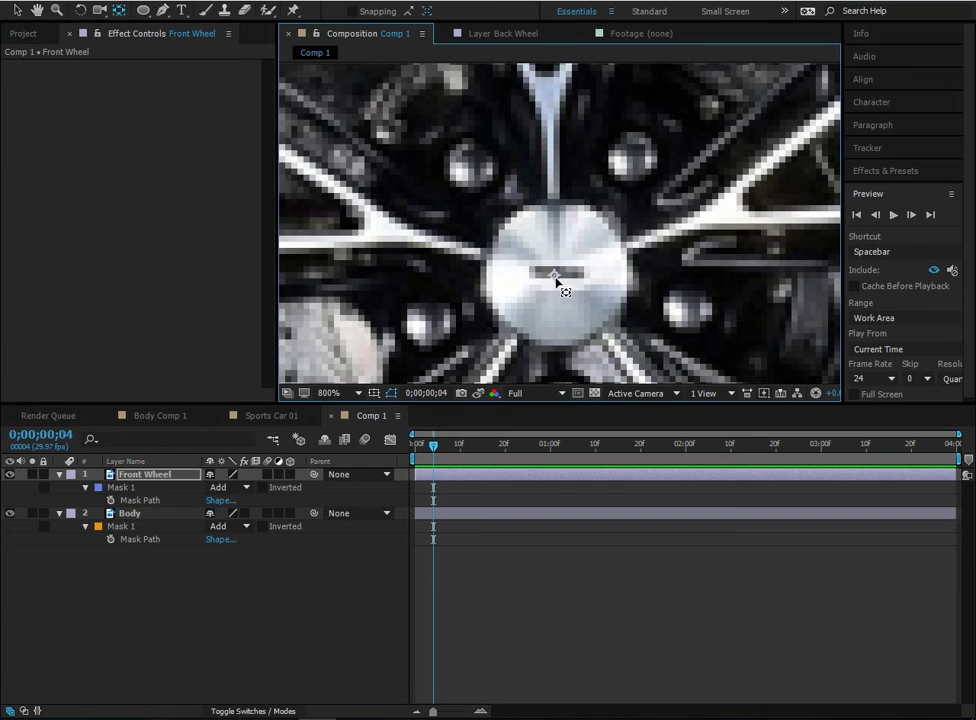 Snapping
Essentials
Standard
Small Screen
Search Help
Project
Effect Controls Front Wheel
Composition Comp 1
Layer Back Wheel
Footage (none)
Info
Comp 1 • Front Wheel
Comp 1
Audio
Align
Character
Paragraph
Tracker
Effects & Presets
Preview
Shortcut
Spacebar
Include:
Cache Before Playback
Range
Work Area
Play From
Current Time
Frame Rate Skip Resolu
24 0 Quar
Full Screen
800% 0;00;00;04 Full Active Camera 1 View +0.
Render Queue
Body Comp 1
Sports Car 01
Comp 1
0;00;00;04
00004 (29.97 fps)
:00f 10f 20f 01:00f 10f 20f 02:00f 10f 20f 03:00f 10f 20f 04:0
# Layer Name Parent
1 Front Wheel None
Mask 1 Add Inverted
Mask Path Shape...
2 Body None
Mask 1 Add Inverted
Mask Path Shape...
Toggle Switches / Modes